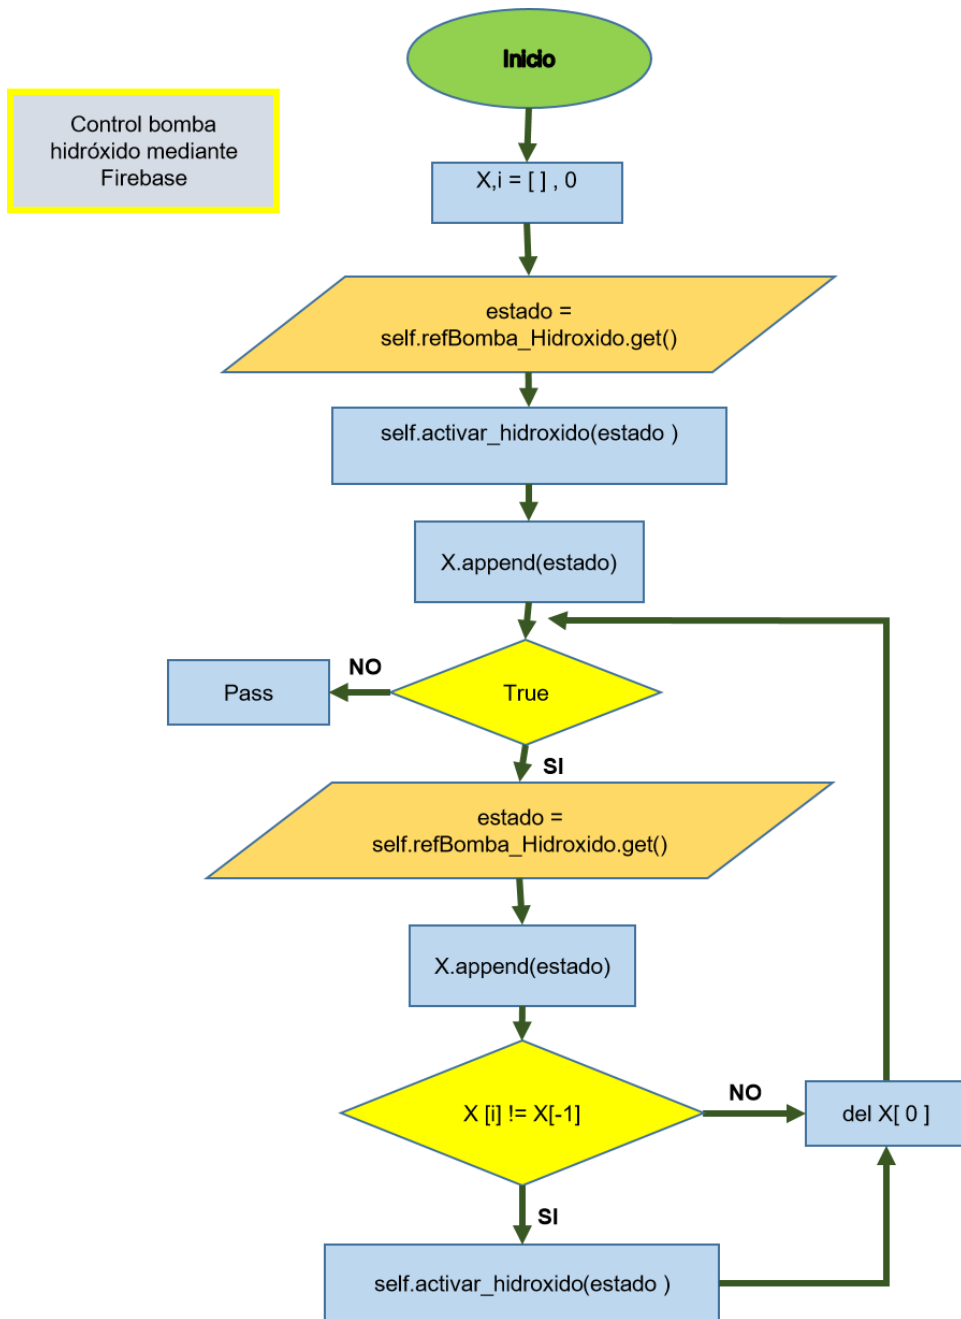 Inicio
Control bomba
hidróxido mediante
Firebase
X,i = [ ] , 0
estado =
self.refBomba_Hidroxido.get()
self.activar_hidroxido(estado )
X.append(estado)
NO
Pass
True
SI
estado =
self.refBomba_Hidroxido.get()
X.append(estado)
X [i] != X[-1]
NO
del X[ 0 ]
SI
self.activar_hidroxido(estado )